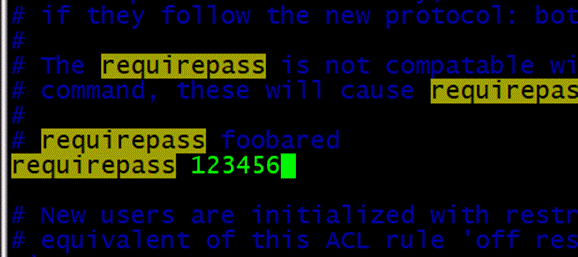 # if they follow the new protocol: bot
#
# The requirepass is not compatable wi
# command, these will cause requirepas
#
# requirepass foobared
requirepass 123456
# New users are initialized with restr
# equivalent of this ACL rule 'off res